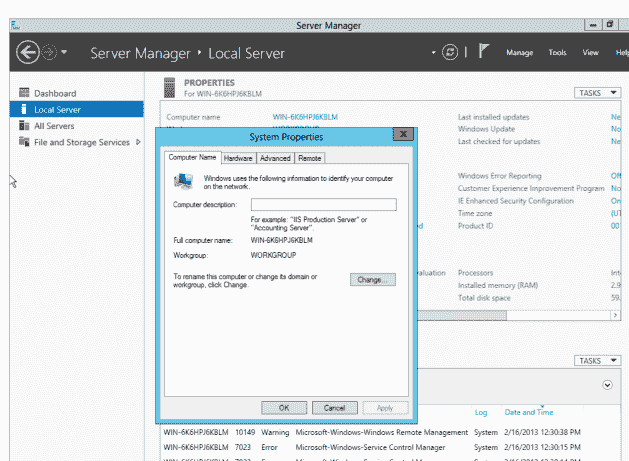 Server Manager
Server Manager • Local Server
Manage Tools View Help
Dashboard
Local Server
All Servers
File and Storage Services
PROPERTIES
For WIN-6K6HPJ6KBLM
TASKS
Computer name WIN-6K6HPJ6KBLM
Last installed updates
Windows Update
Last checked for updates
Windows Error Reporting
Customer Experience Improvement Program
IE Enhanced Security Configuration
Time zone
Product ID
Processors
Installed memory (RAM)
Total disk space
System Properties
Computer Name Hardware Advanced Remote
Windows uses the following information to identify your computer
on the network.
Computer description:
For example: "IIS Production Server" or
"Accounting Server".
Full computer name: WIN-6K6HPJ6KBLM
Workgroup: WORKGROUP
To rename this computer or change its domain or
workgroup, click Change.
Change...
OK Cancel Apply
TASKS
Log Date and Time
WIN-6K6HPJ6KBLM 10149 Warning Microsoft-Windows-Windows Remote Management System 2/16/2013 12:30:38 PM
WIN-6K6HPJ6KBLM 7023 Error Microsoft-Windows-Service Control Manager System 2/16/2013 12:30:15 PM